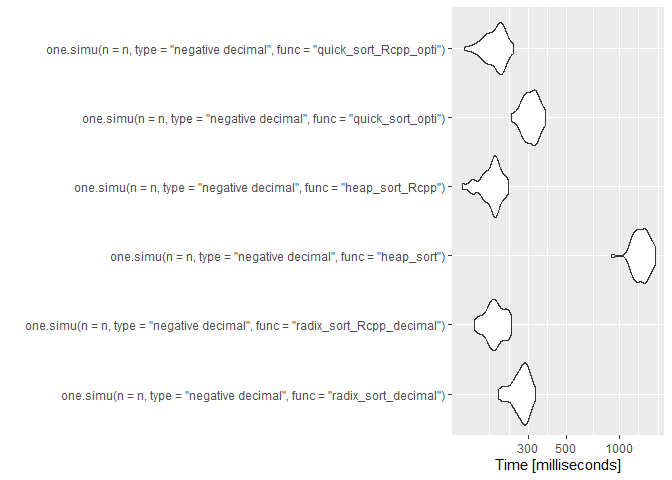 one.simu(n = n, type = "negative decimal", func = "quick_sort_Rcpp_opti")
one.simu(n = n, type = "negative decimal", func = "quick_sort_opti")
one.simu(n = n, type = "negative decimal", func = "heap_sort_Rcpp")
one.simu(n = n, type = "negative decimal", func = "heap_sort")
one.simu(n = n, type = "negative decimal", func = "radix_sort_Rcpp_decimal")
one.simu(n = n, type = "negative decimal", func = "radix_sort_decimal")
300 500 1000
Time [milliseconds]